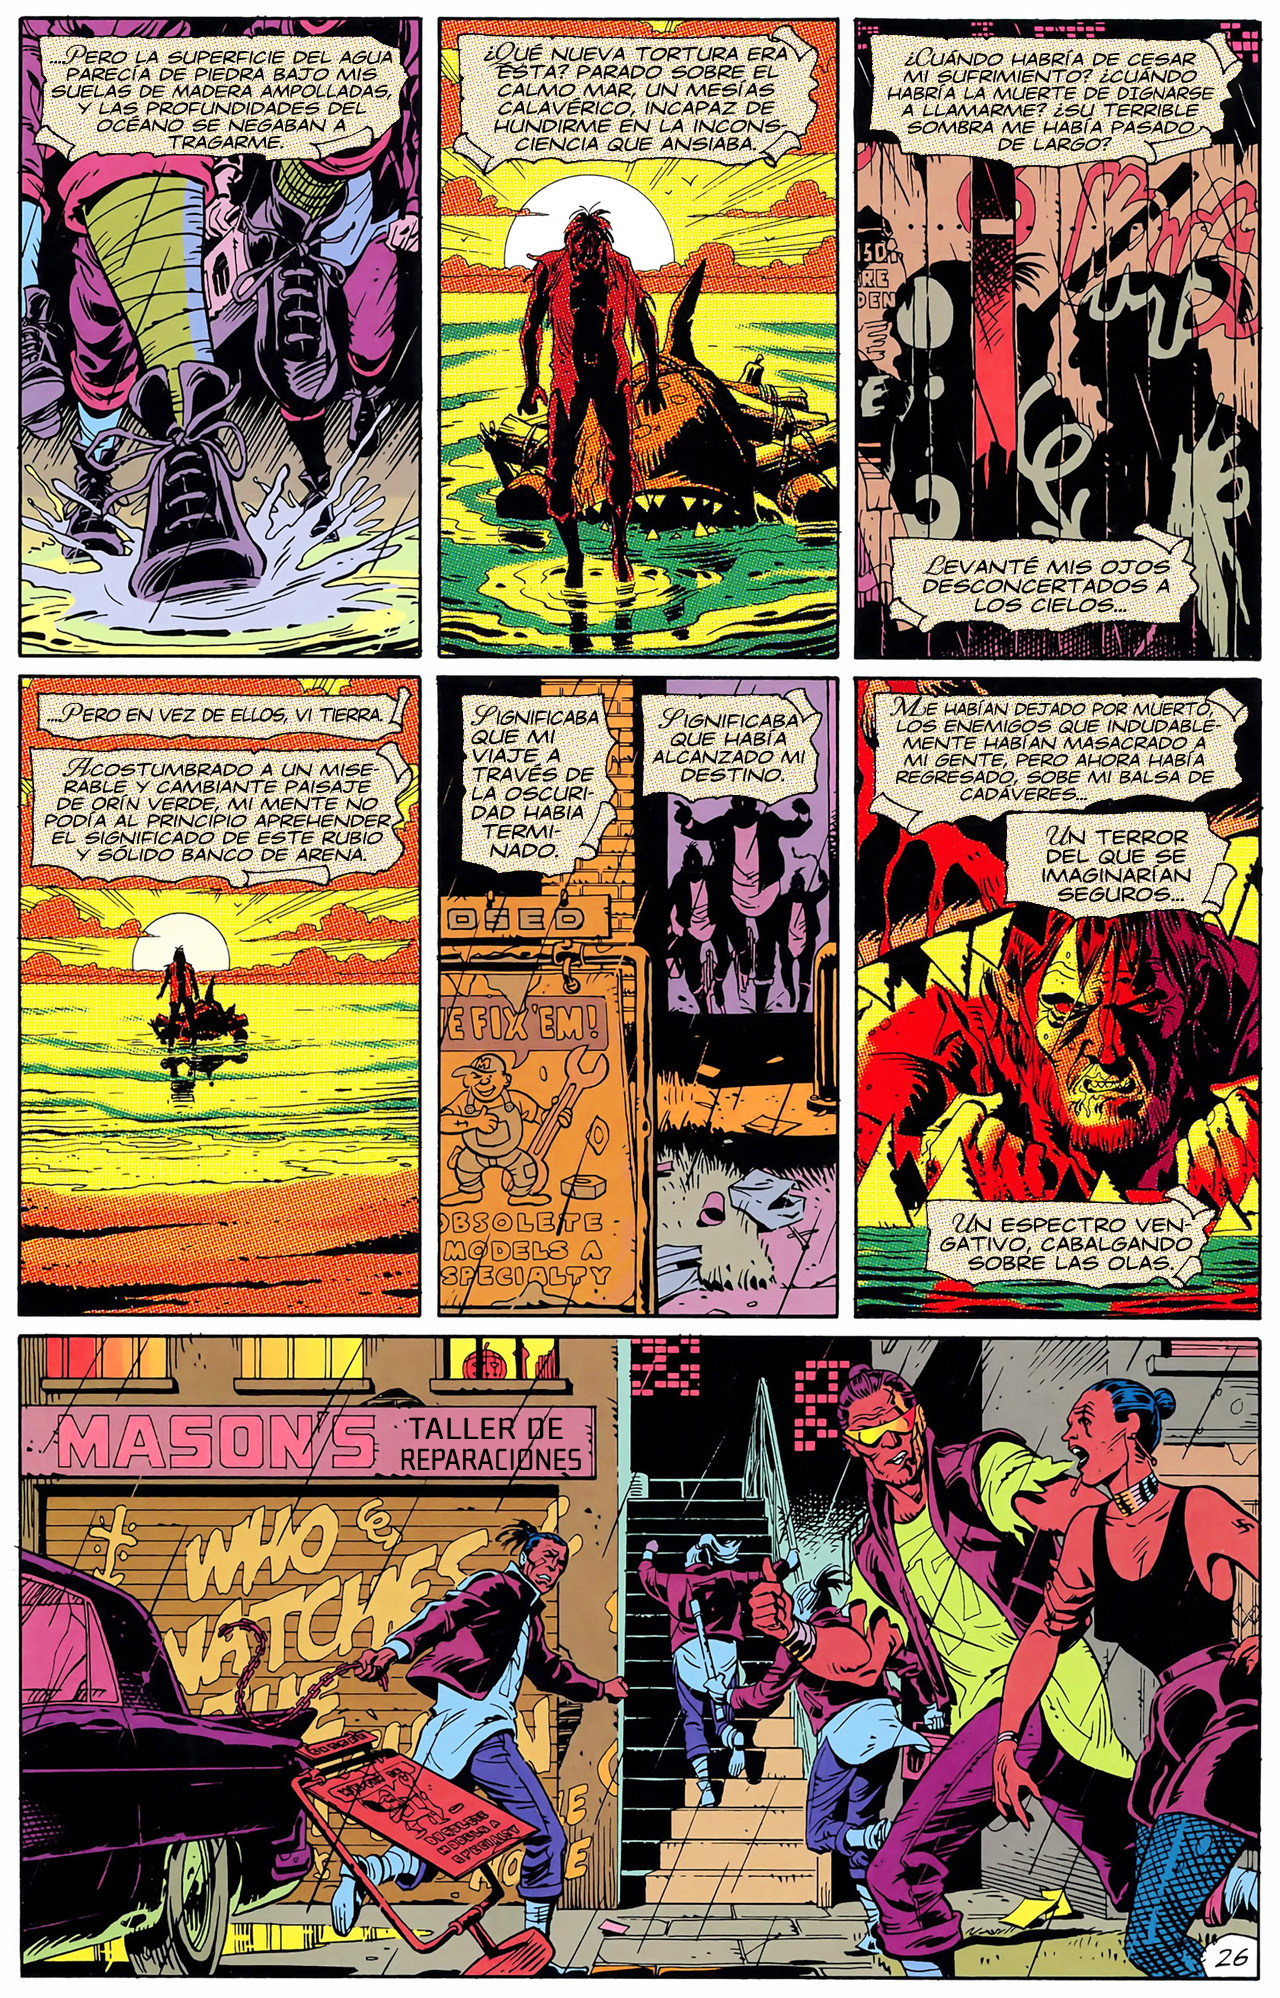 ...Pero la superficie del agua
parecía de piedra bajo mis
suelas de madera ampolladas,
y las profundidades del
océano se negaban a
tragarme.
¿Qué nueva tortura era
esta? Parado sobre el
calmo mar, un mesías
calavérico, incapaz de
hundirme en la incons-
ciencia que ansiaba.
¿Cuándo habría de cesar
mi sufrimiento? ¿Cuándo
habría la muerte de dignarse
a llamarme? ¿Su terrible
sombra me había pasado
de largo?
Levanté mis ojos
desconcertados a
los cielos...
...Pero en vez de ellos, vi tierra.
Acostumbrado a un mise-
rable y cambiante paisaje
de orín verde, mi mente no
podía al principio aprehender
el significado de este rubio
y sólido banco de arena.
Significaba
que mi
viaje a
través de
la oscuri-
dad habia
termi-
nado.
Significaba
que había
alcanzado mi
destino.
OSED
E FIX 'EM!
OBSOLETE
MODELS A
SPECIALTY
Me habían dejado por muerto,
los enemigos que indudable-
mente habían masacrado a
mi gente, pero ahora había
regresado, sobe mi balsa de
cadáveres...
Un terror
del que se
imaginarían
seguros...
Un espectro ven-
gativo, cabalgando
sobre las olas.
MASON'S TALLER DE
REPARACIONES
WHO
WATCHES
THE
OBSOLETE
MODELS A
SPECIALTY
26